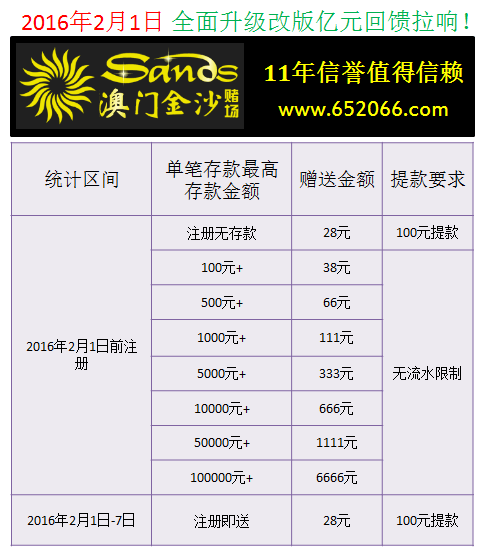 2016年2月1日 全面升级改版亿元回馈拉响！
Sands
澳门金沙赌场
11年信誉值得信赖
www.652066.com
统计区间 单笔存款最高存款金额 赠送金额 提款要求
2016年2月1日前注册 注册无存款 28元 100元提款
100元+ 38元 无流水限制
500元+ 66元
1000元+ 111元
5000元+ 333元
10000元+ 666元
50000元+ 1111元
100000元+ 6666元
2016年2月1日-7日 注册即送 28元 100元提款